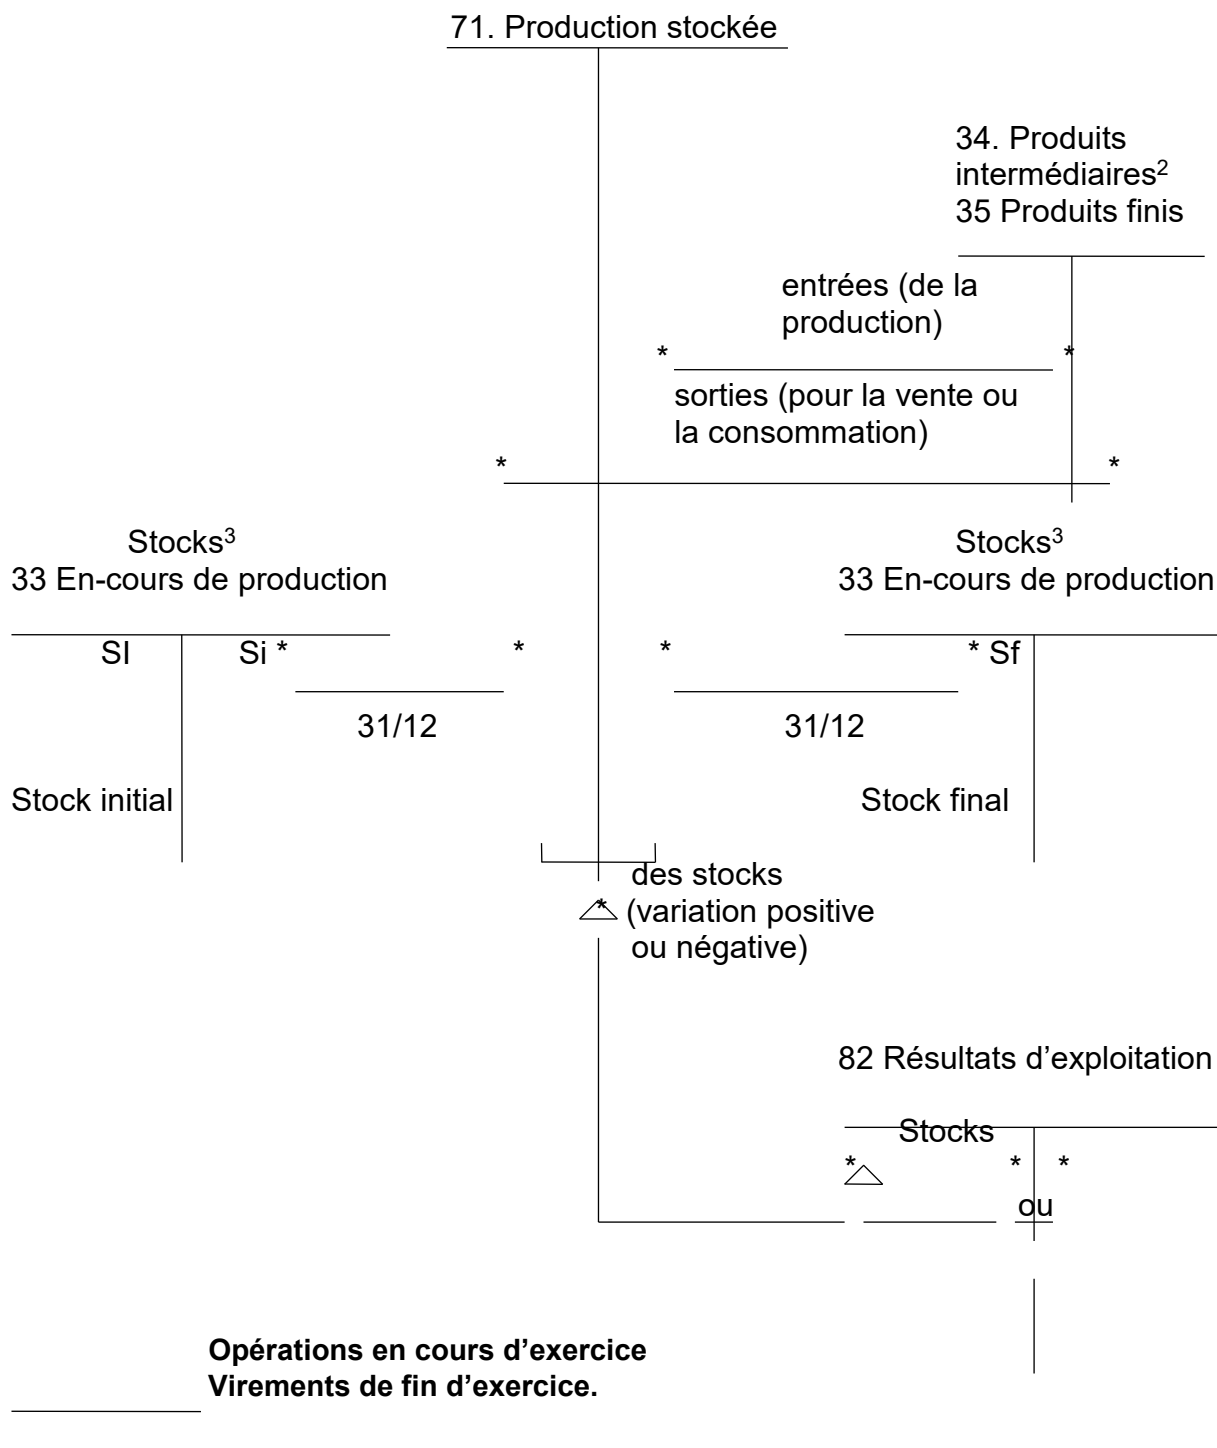 71. Production stockée
34. Produits
intermédiaires²
35 Produits finis
entrées (de la
production)
* *
sorties (pour la vente ou
la consommation)
* *
Stocks³
33 En-cours de production
Stocks³
33 En-cours de production
SI Si * * * * Sf
31/12 31/12
Stock initial Stock final
des stocks
* (variation positive
ou négative)
82 Résultats d’exploitation
Stocks
* * *
ou
Opérations en cours d’exercice
Virements de fin d’exercice.